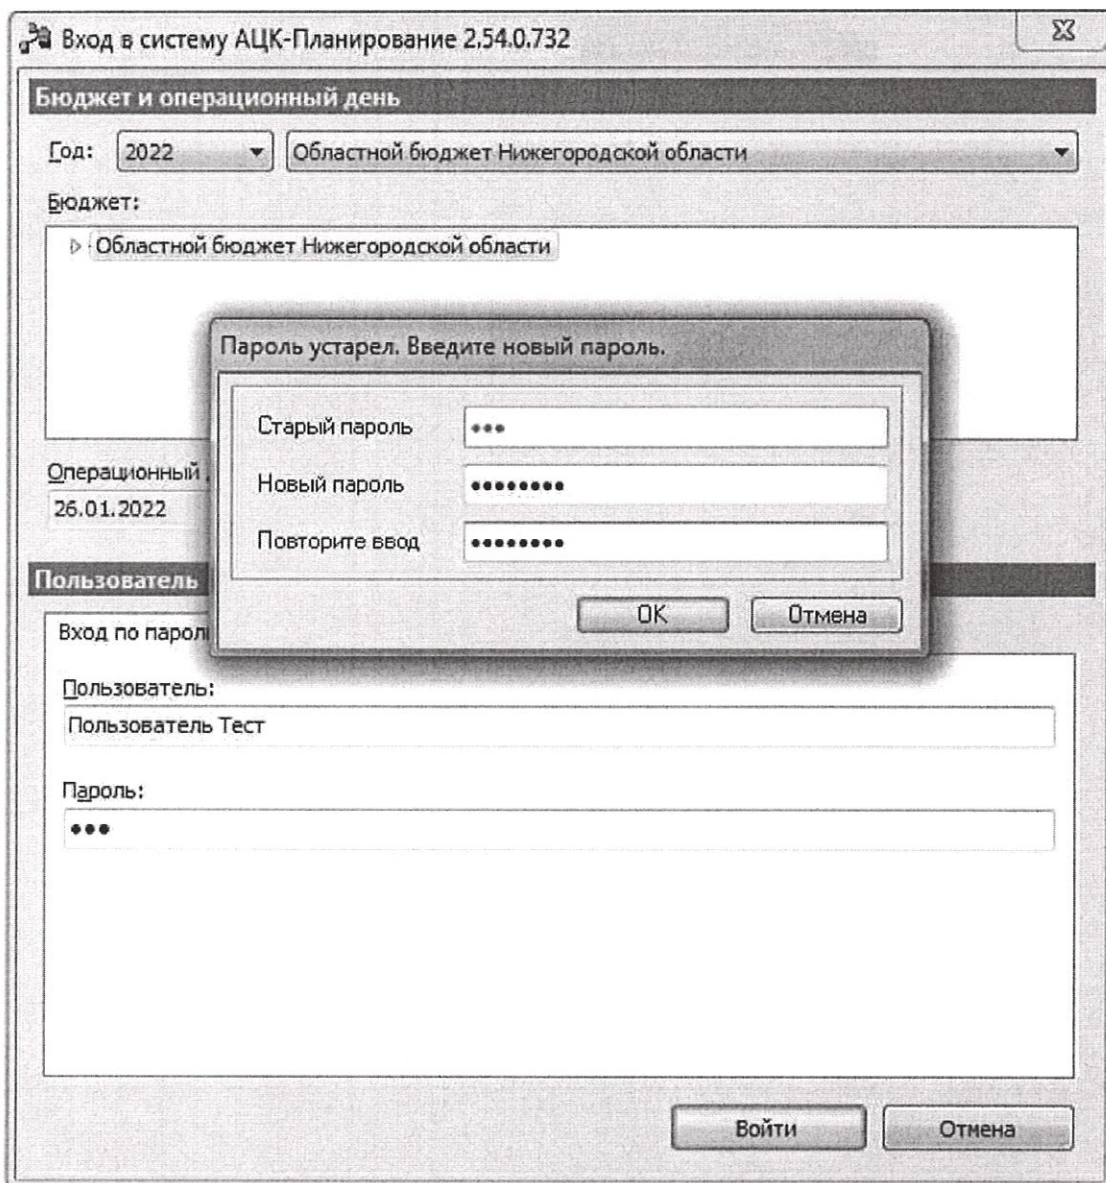 Вход в систему АЦК-Планирование 2.54.0.732
Бюджет и операционный день
Год: 2022 Областной бюджет Нижегородской области
Бюджет:
Областной бюджет Нижегородской области
Пароль устарел. Введите новый пароль.
Старый пароль •••
Новый пароль ••••••••
Повторите ввод ••••••••
OK Отмена
Операционный
26.01.2022
Пользователь
Вход по парол
Пользователь:
Пользователь Тест
Пароль:
•••
Войти Отмена